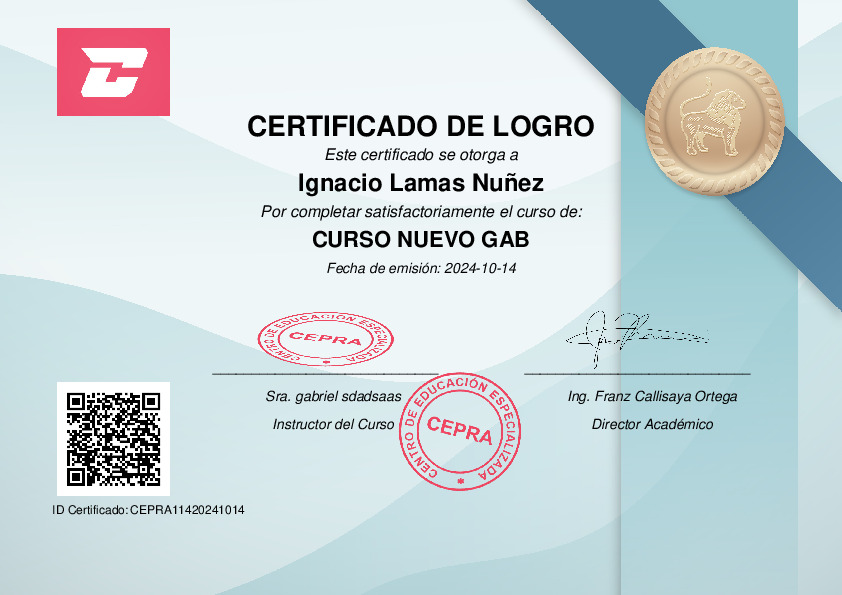 CERTIFICADO DE LOGRO
Este certificado se otorga a
Ignacio Lamas Nuñez
Por completar satisfactoriamente el curso de:
CURSO NUEVO GAB
Fecha de emisión: 2024-10-14
CENTRO DE EDUCACIÓN ESPECIALIZADA
CEPRA
Sra. gabriel sdadsaas
Instructor del Curso
Ing. Franz Callisaya Ortega
Director Académico
CENTRO DE EDUCACIÓN ESPECIALIZADA
CEPRA
ID Certificado: CEPRA11420241014